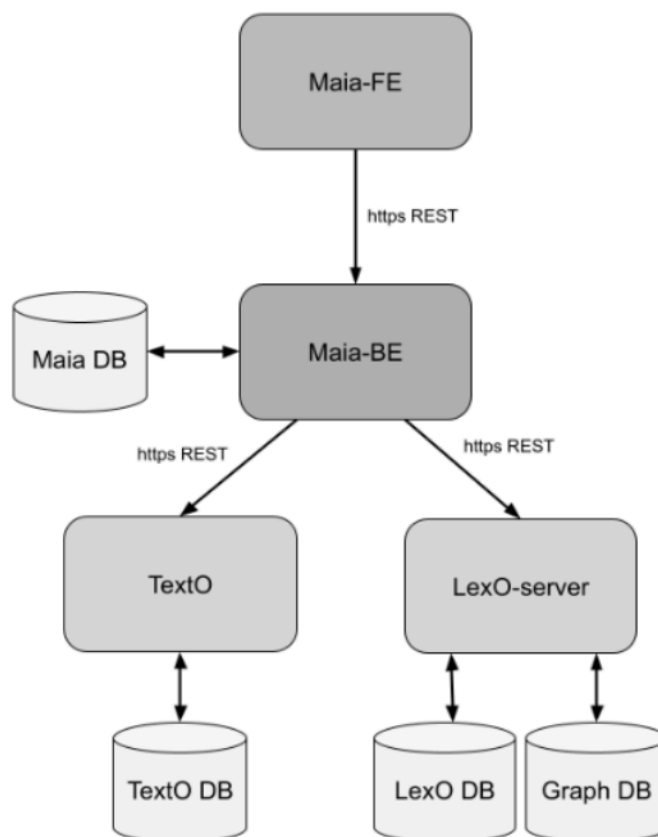 Maia-FE
https REST
Maia DB
Maia-BE
https REST
https REST
TextO
LexO-server
TextO DB
LexO DB
Graph DB